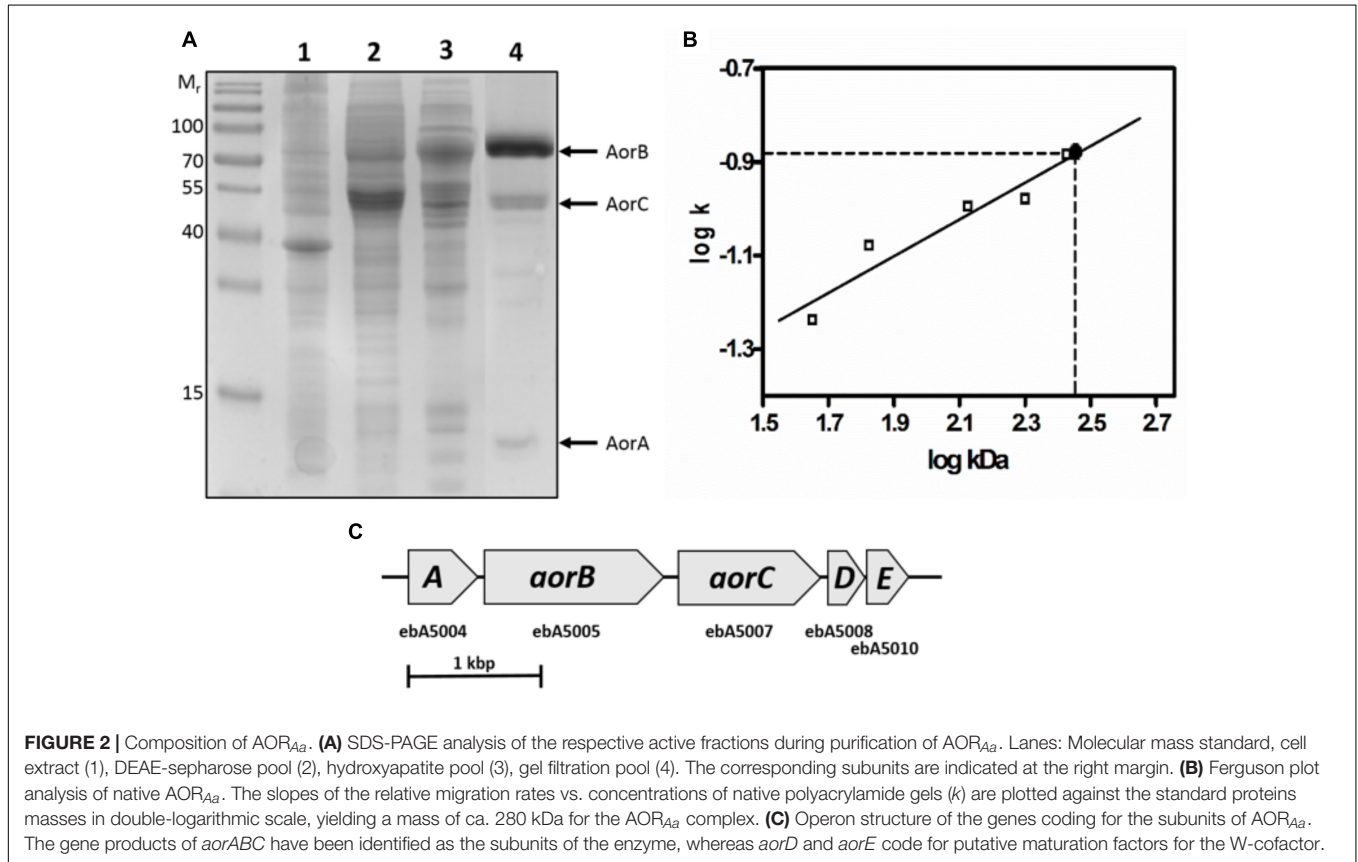 A
1 2 3 4
Mr
100
70
55
40
15
AorB
AorC
AorA
B
-0.7
-0.9
-1.1
-1.3
log k
1.5 1.7 1.9 2.1 2.3 2.5 2.7
log kDa
C
A aorB aorC D E
ebA5004 ebA5005 ebA5007 ebA5008
ebA5010
1 kbp
FIGURE 2 | Composition of AORAa. (A) SDS-PAGE analysis of the respective active fractions during purification of AORAa. Lanes: Molecular mass standard, cell
extract (1), DEAE-sepharose pool (2), hydroxyapatite pool (3), gel filtration pool (4). The corresponding subunits are indicated at the right margin. (B) Ferguson plot
analysis of native AORAa. The slopes of the relative migration rates vs. concentrations of native polyacrylamide gels (k) are plotted against the standard proteins
masses in double-logarithmic scale, yielding a mass of ca. 280 kDa for the AORAa complex. (C) Operon structure of the genes coding for the subunits of AORAa.
The gene products of aorABC have been identified as the subunits of the enzyme, whereas aorD and aorE code for putative maturation factors for the W-cofactor.